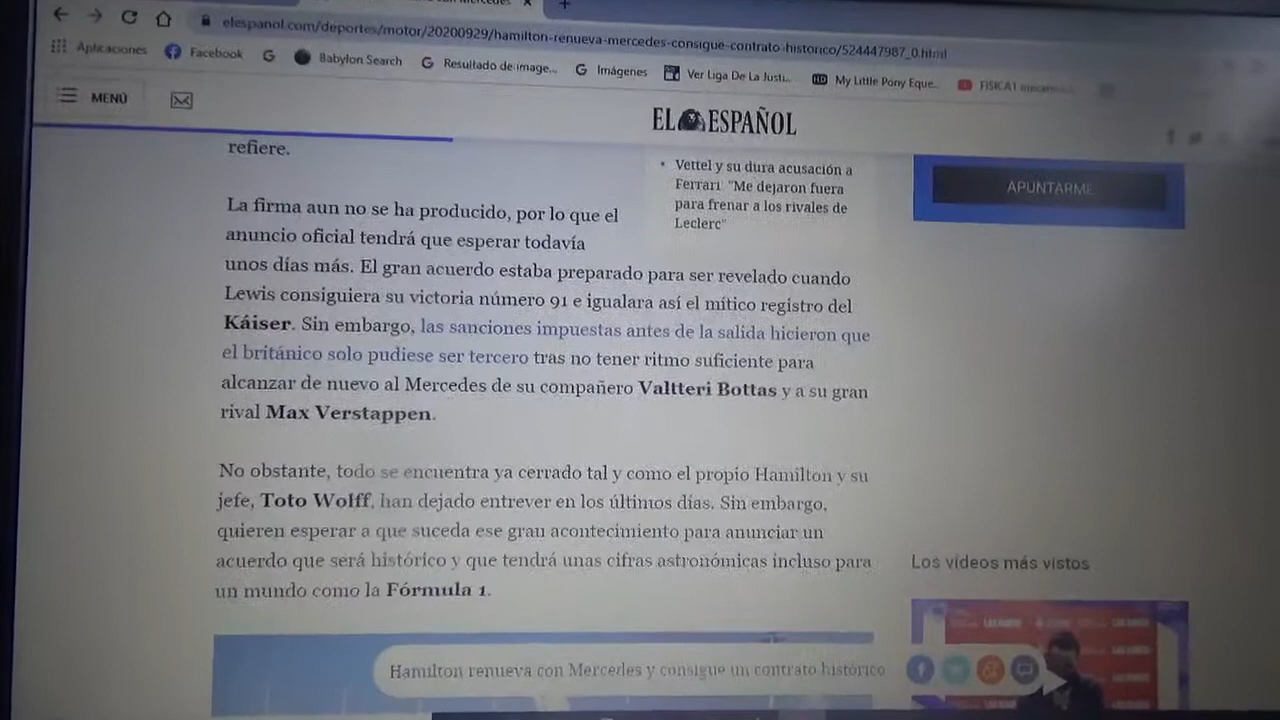 elespanol.com/deportes/motor/20200929/hamilton-renueva-mercedes-consigue-contrato-historico/524447987_0.html
Aplicaciones Facebook Babylon Search Resultado de image... Imágenes Ver Liga De La Justi... My Little Pony Eque...
MENÚ
EL ESPAÑOL
refiere.
Vettel y su dura acusación a
Ferrari: "Me dejaron fuera
para frenar a los rivales de
Leclerc"
APUNTARME
La firma aun no se ha producido, por lo que el
anuncio oficial tendrá que esperar todavía
unos días más. El gran acuerdo estaba preparado para ser revelado cuando
Lewis consiguiera su victoria número 91 e igualara así el mítico registro del
Káiser. Sin embargo, las sanciones impuestas antes de la salida hicieron que
el británico solo pudiese ser tercero tras no tener ritmo suficiente para
alcanzar de nuevo al Mercedes de su compañero Valtteri Bottas y a su gran
rival Max Verstappen.
No obstante, todo se encuentra ya cerrado tal y como el propio Hamilton y su
jefe, Toto Wolff, han dejado entrever en los últimos días. Sin embargo,
quieren esperar a que suceda ese gran acontecimiento para anunciar un
acuerdo que será histórico y que tendrá unas cifras astronómicas incluso para
un mundo como la Fórmula 1.
Los vídeos más vistos
Hamilton renueva con Mercedes y consigue un contrato histórico